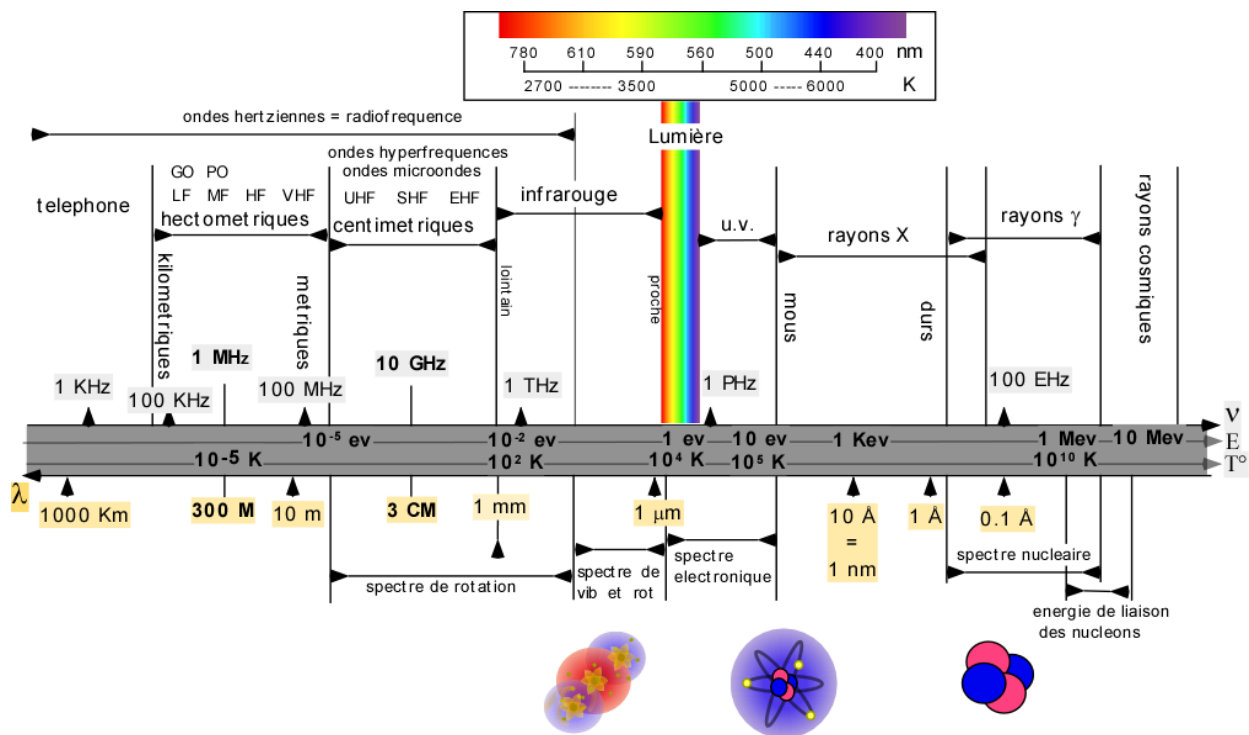 780 610 590 560 500 440 400 nm
2700 -------- 3500 5000 ----- 6000 K
ondes hertziennes = radiofrequence
Lumière
ondes hyperfrequences
ondes microondes
GO PO
LF MF HF VHF
UHF SHF EHF
infrarouge
telephone
hectometriques
centimetriques
u.v.
rayons X
rayons γ
rayons cosmiques
kilometriques
metriques
lointain
proche
mous
durs
1 MHz
10 GHz
1 KHz
100 KHz
100 MHz
1 THz
1 PHz
100 EHz
ν
10-5 ev 10-2 ev 1 ev 10 ev 1 Kev 1 Mev 10 Mev E
10-5 K 102 K 104 K 105 K 1010 K T°
λ
1000 Km
300 M
10 m
3 CM
1 mm
1 μm
10 Å
=
1 nm
1 Å
0.1 Å
spectre de rotation
spectre de
vib et rot
spectre
electronique
spectre nucleaire
energie de liaison
des nucleons